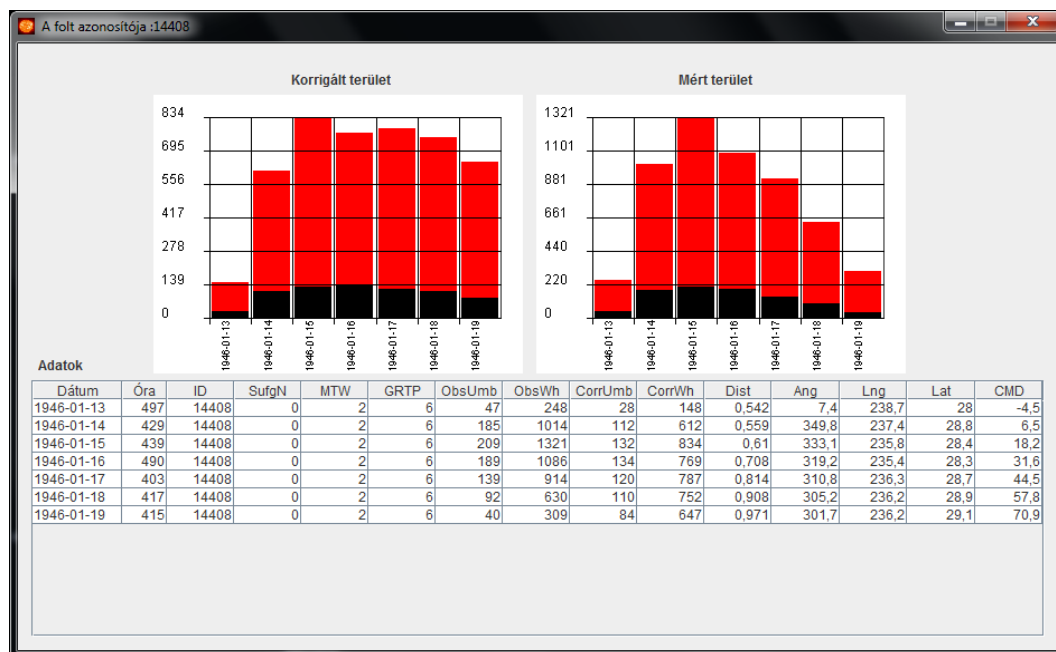 A folt azonosítója :14408
Korrigált terület
834
695
556
417
278
139
0
1946-01-13
1946-01-14
1946-01-15
1946-01-16
1946-01-17
1946-01-18
1946-01-19
Mért terület
1321
1101
881
661
440
220
0
1946-01-13
1946-01-14
1946-01-15
1946-01-16
1946-01-17
1946-01-18
1946-01-19
Adatok
Dátum Óra ID SufgN MTW GRTP ObsUmb ObsWh CorrUmb CorrWh Dist Ang Lng Lat CMD
1946-01-13 497 14408 0 2 6 47 248 28 148 0,542 7,4 238,7 28 -4,5
1946-01-14 429 14408 0 2 6 185 1014 112 612 0,559 349,8 237,4 28,8 6,5
1946-01-15 439 14408 0 2 6 209 1321 132 834 0,61 333,1 235,8 28,4 18,2
1946-01-16 490 14408 0 2 6 189 1086 134 769 0,708 319,2 235,4 28,3 31,6
1946-01-17 403 14408 0 2 6 139 914 120 787 0,814 310,8 236,3 28,7 44,5
1946-01-18 417 14408 0 2 6 92 630 110 752 0,908 305,2 236,2 28,9 57,8
1946-01-19 415 14408 0 2 6 40 309 84 647 0,971 301,7 236,2 29,1 70,9